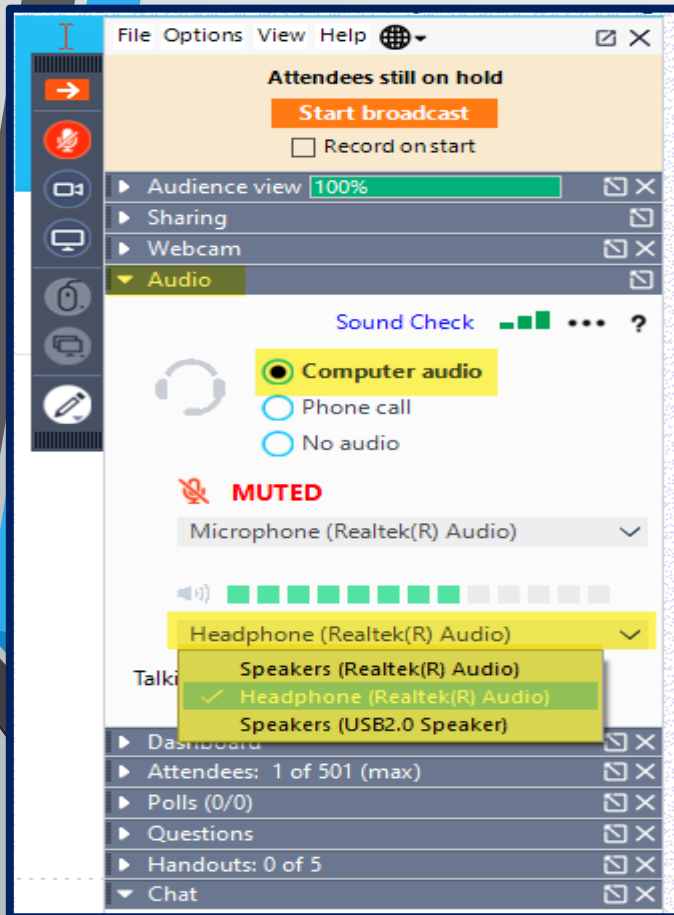 File Options View Help
Attendees still on hold
Start broadcast
Record on start
Audience view 100%
Sharing
Webcam
Audio
Sound Check ?
Computer audio
Phone call
No audio
MUTED
Microphone (Realtek(R) Audio)
Headphone (Realtek(R) Audio)
Speakers (Realtek(R) Audio)
Talki
Headphone (Realtek(R) Audio)
Speakers (USB2.0 Speaker)
Dashboard
Attendees: 1 of 501 (max)
Polls (0/0)
Questions
Handouts: 0 of 5
Chat